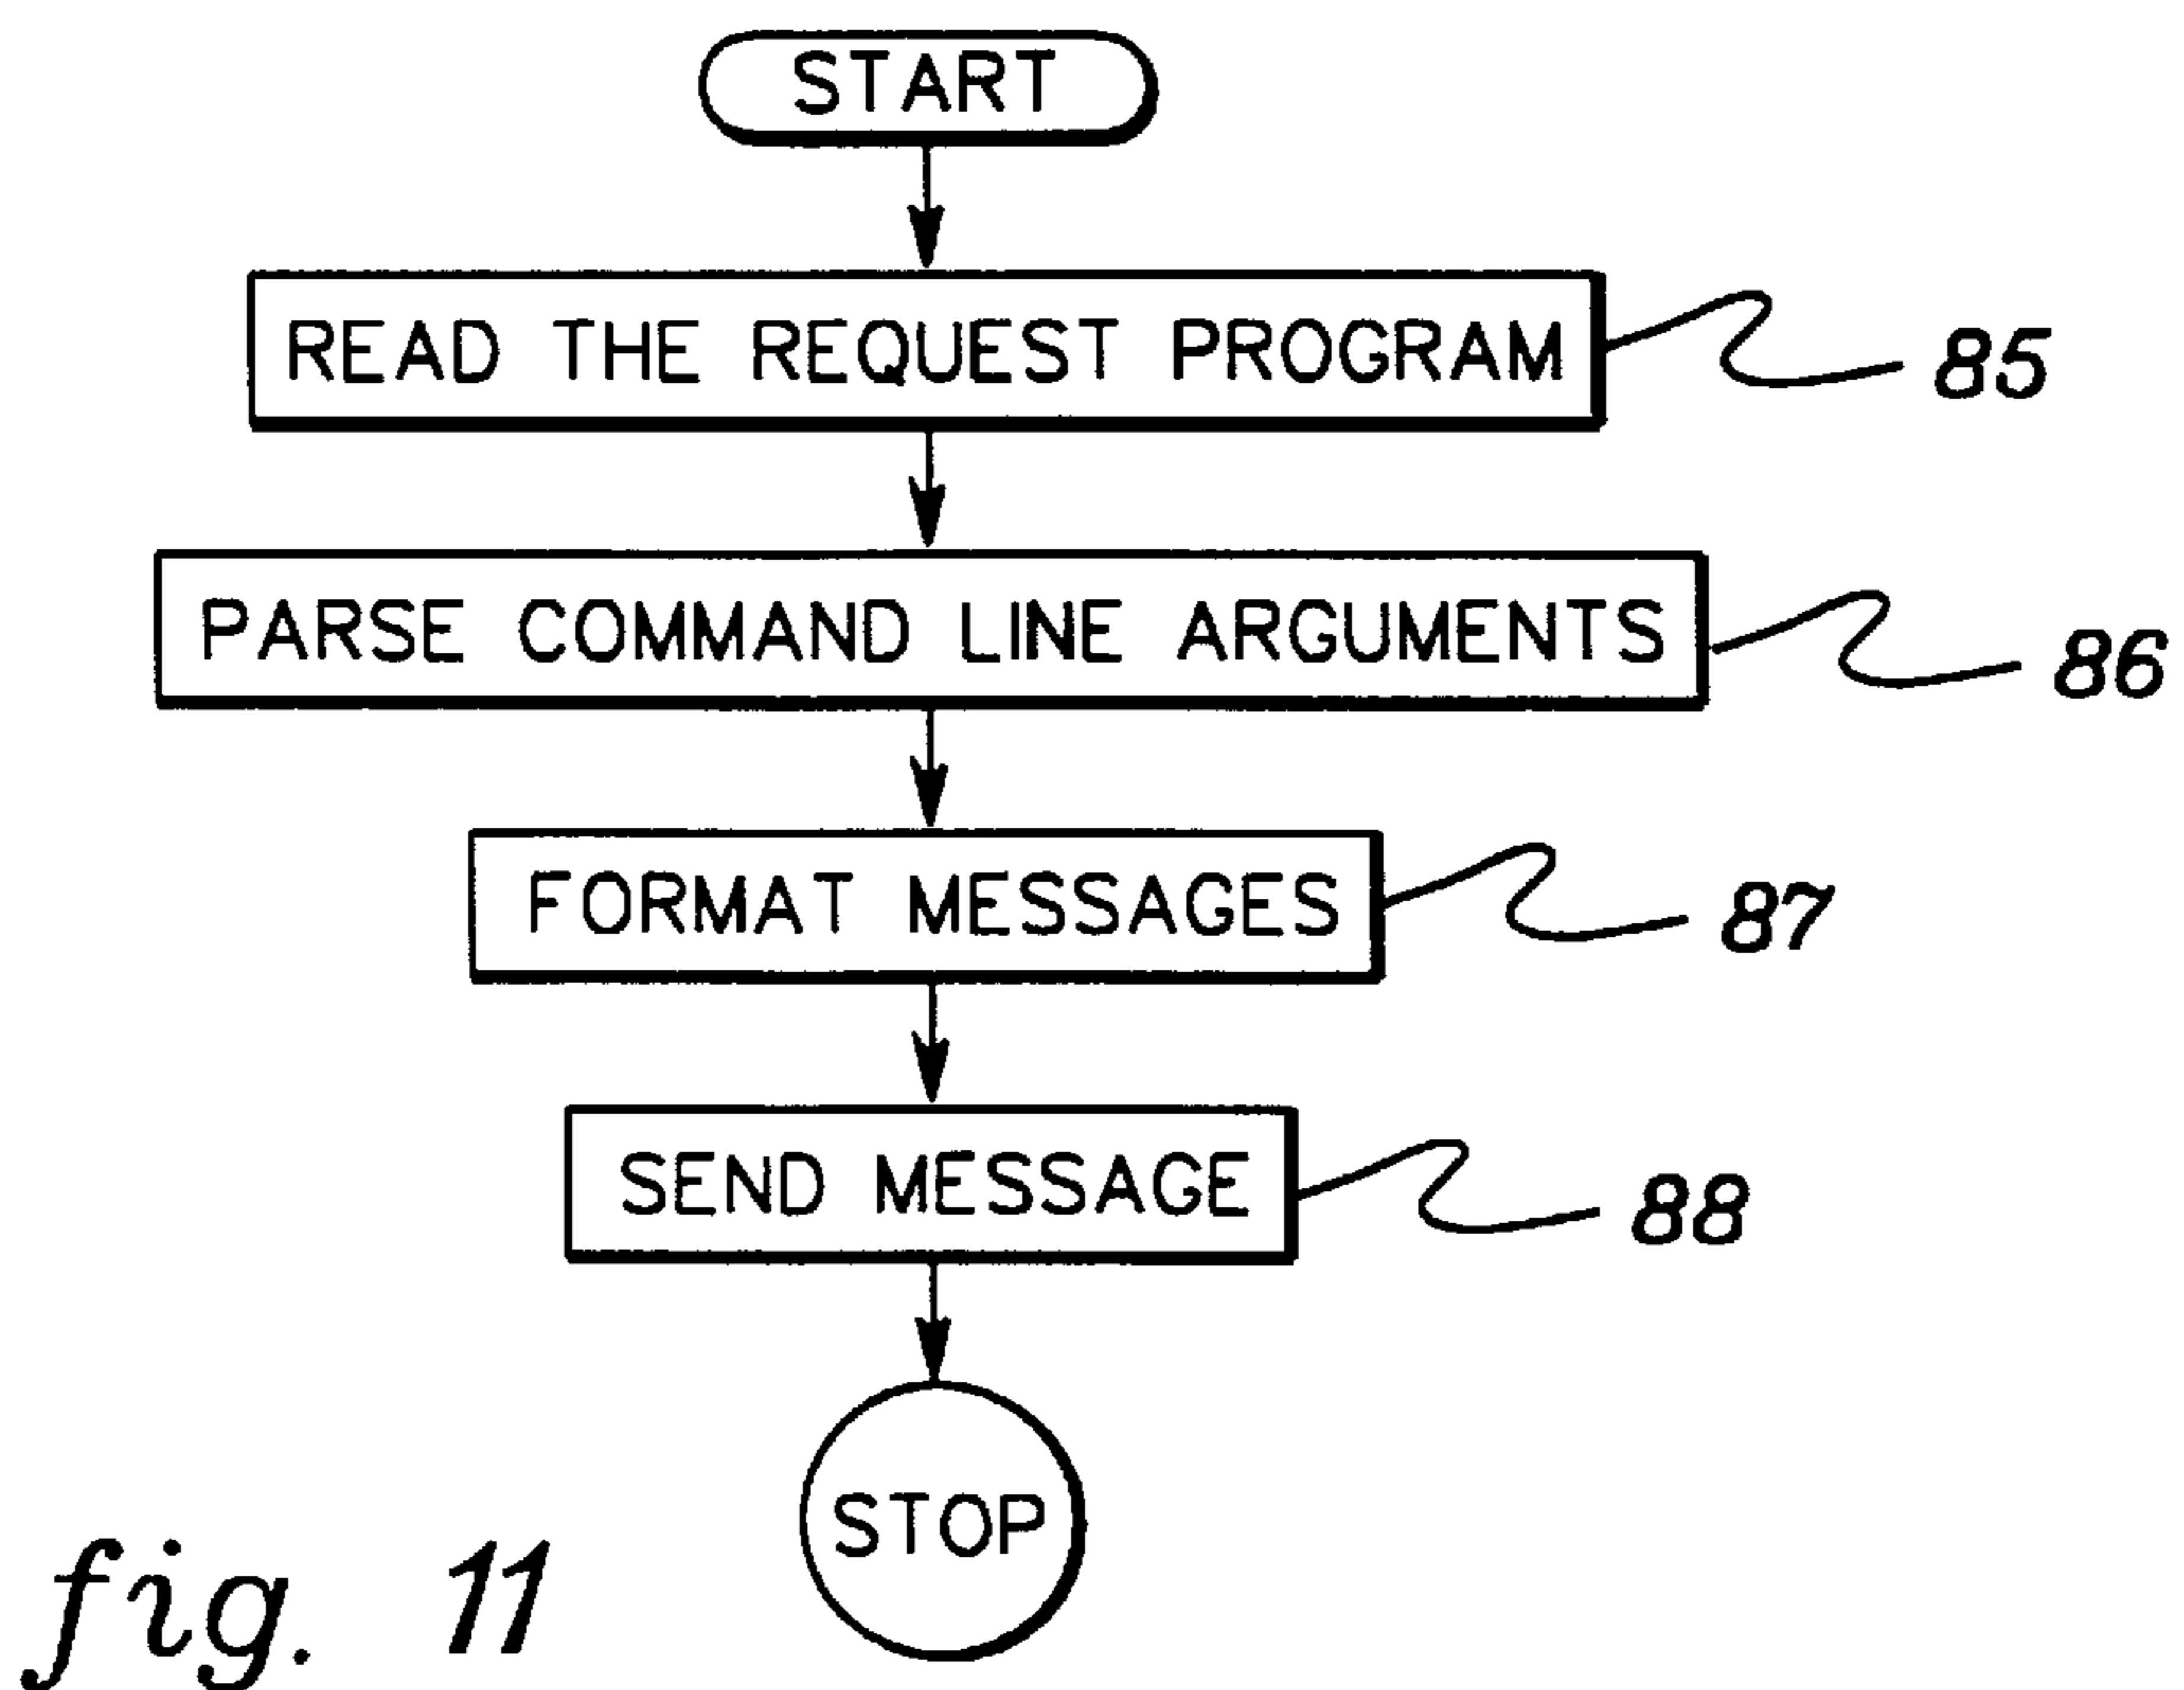 START
READ THE REQUEST PROGRAM
85
PARSE COMMAND LINE ARGUMENTS
86
FORMAT MESSAGES
87
SEND MESSAGE
88
STOP
fig. 11